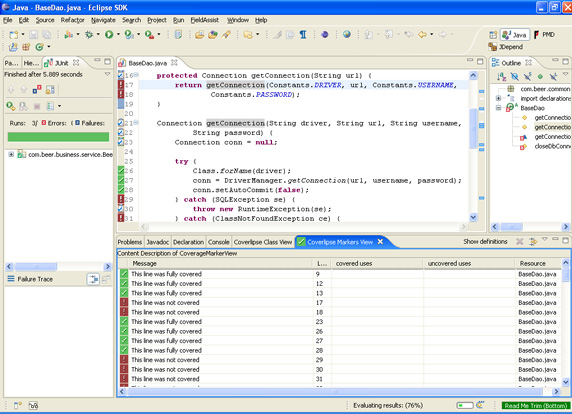 Java - BaseDao.java - Eclipse SDK
File Edit Source Refactor Navigate Search Project Run FieldAssist Window Help
Java PMD
JDepend
Pa... Hier... JUnit
Finished after 5.889 seconds
Runs: 3/ Errors: Failures:
com.beer.business.service.Bee
Failure Trace
BaseDao.java
16 protected Connection getConnection(String url) {
17 return getConnection(Constants.DRIVER, url, Constants.USERNAME,
18 Constants.PASSWORD);
19 }
20
21 Connection getConnection(String driver, String url, String username,
22 String password) {
23 Connection conn = null;
24
25 try {
26 Class.forName(driver);
27 conn = DriverManager.getConnection(url, username, password);
28 conn.setAutoCommit(false);
29 } catch (SQLException se) {
30 throw new RuntimeException(se);
31 } catch (ClassNotFoundException ce) {
Outline
com.beer.common
import declarations
BaseDao
getConnection
getConnection
getConnection
closeDbConnec
Problems Javadoc Declaration Console Coverlipse Class View Coverlipse Markers View Show definitions
Content Description of CoverageMarkerView
Message L... covered uses uncovered uses Resource
This line was fully covered 9 BaseDao.java
This line was fully covered 12 BaseDao.java
This line was fully covered 13 BaseDao.java
This line was not covered 17 BaseDao.java
This line was not covered 18 BaseDao.java
This line was fully covered 23 BaseDao.java
This line was fully covered 26 BaseDao.java
This line was fully covered 27 BaseDao.java
This line was fully covered 28 BaseDao.java
This line was not covered 29 BaseDao.java
This line was not covered 30 BaseDao.java
This line was not covered 31 BaseDao.java
Evaluating results: (76%) Read Me Trim (Bottom)